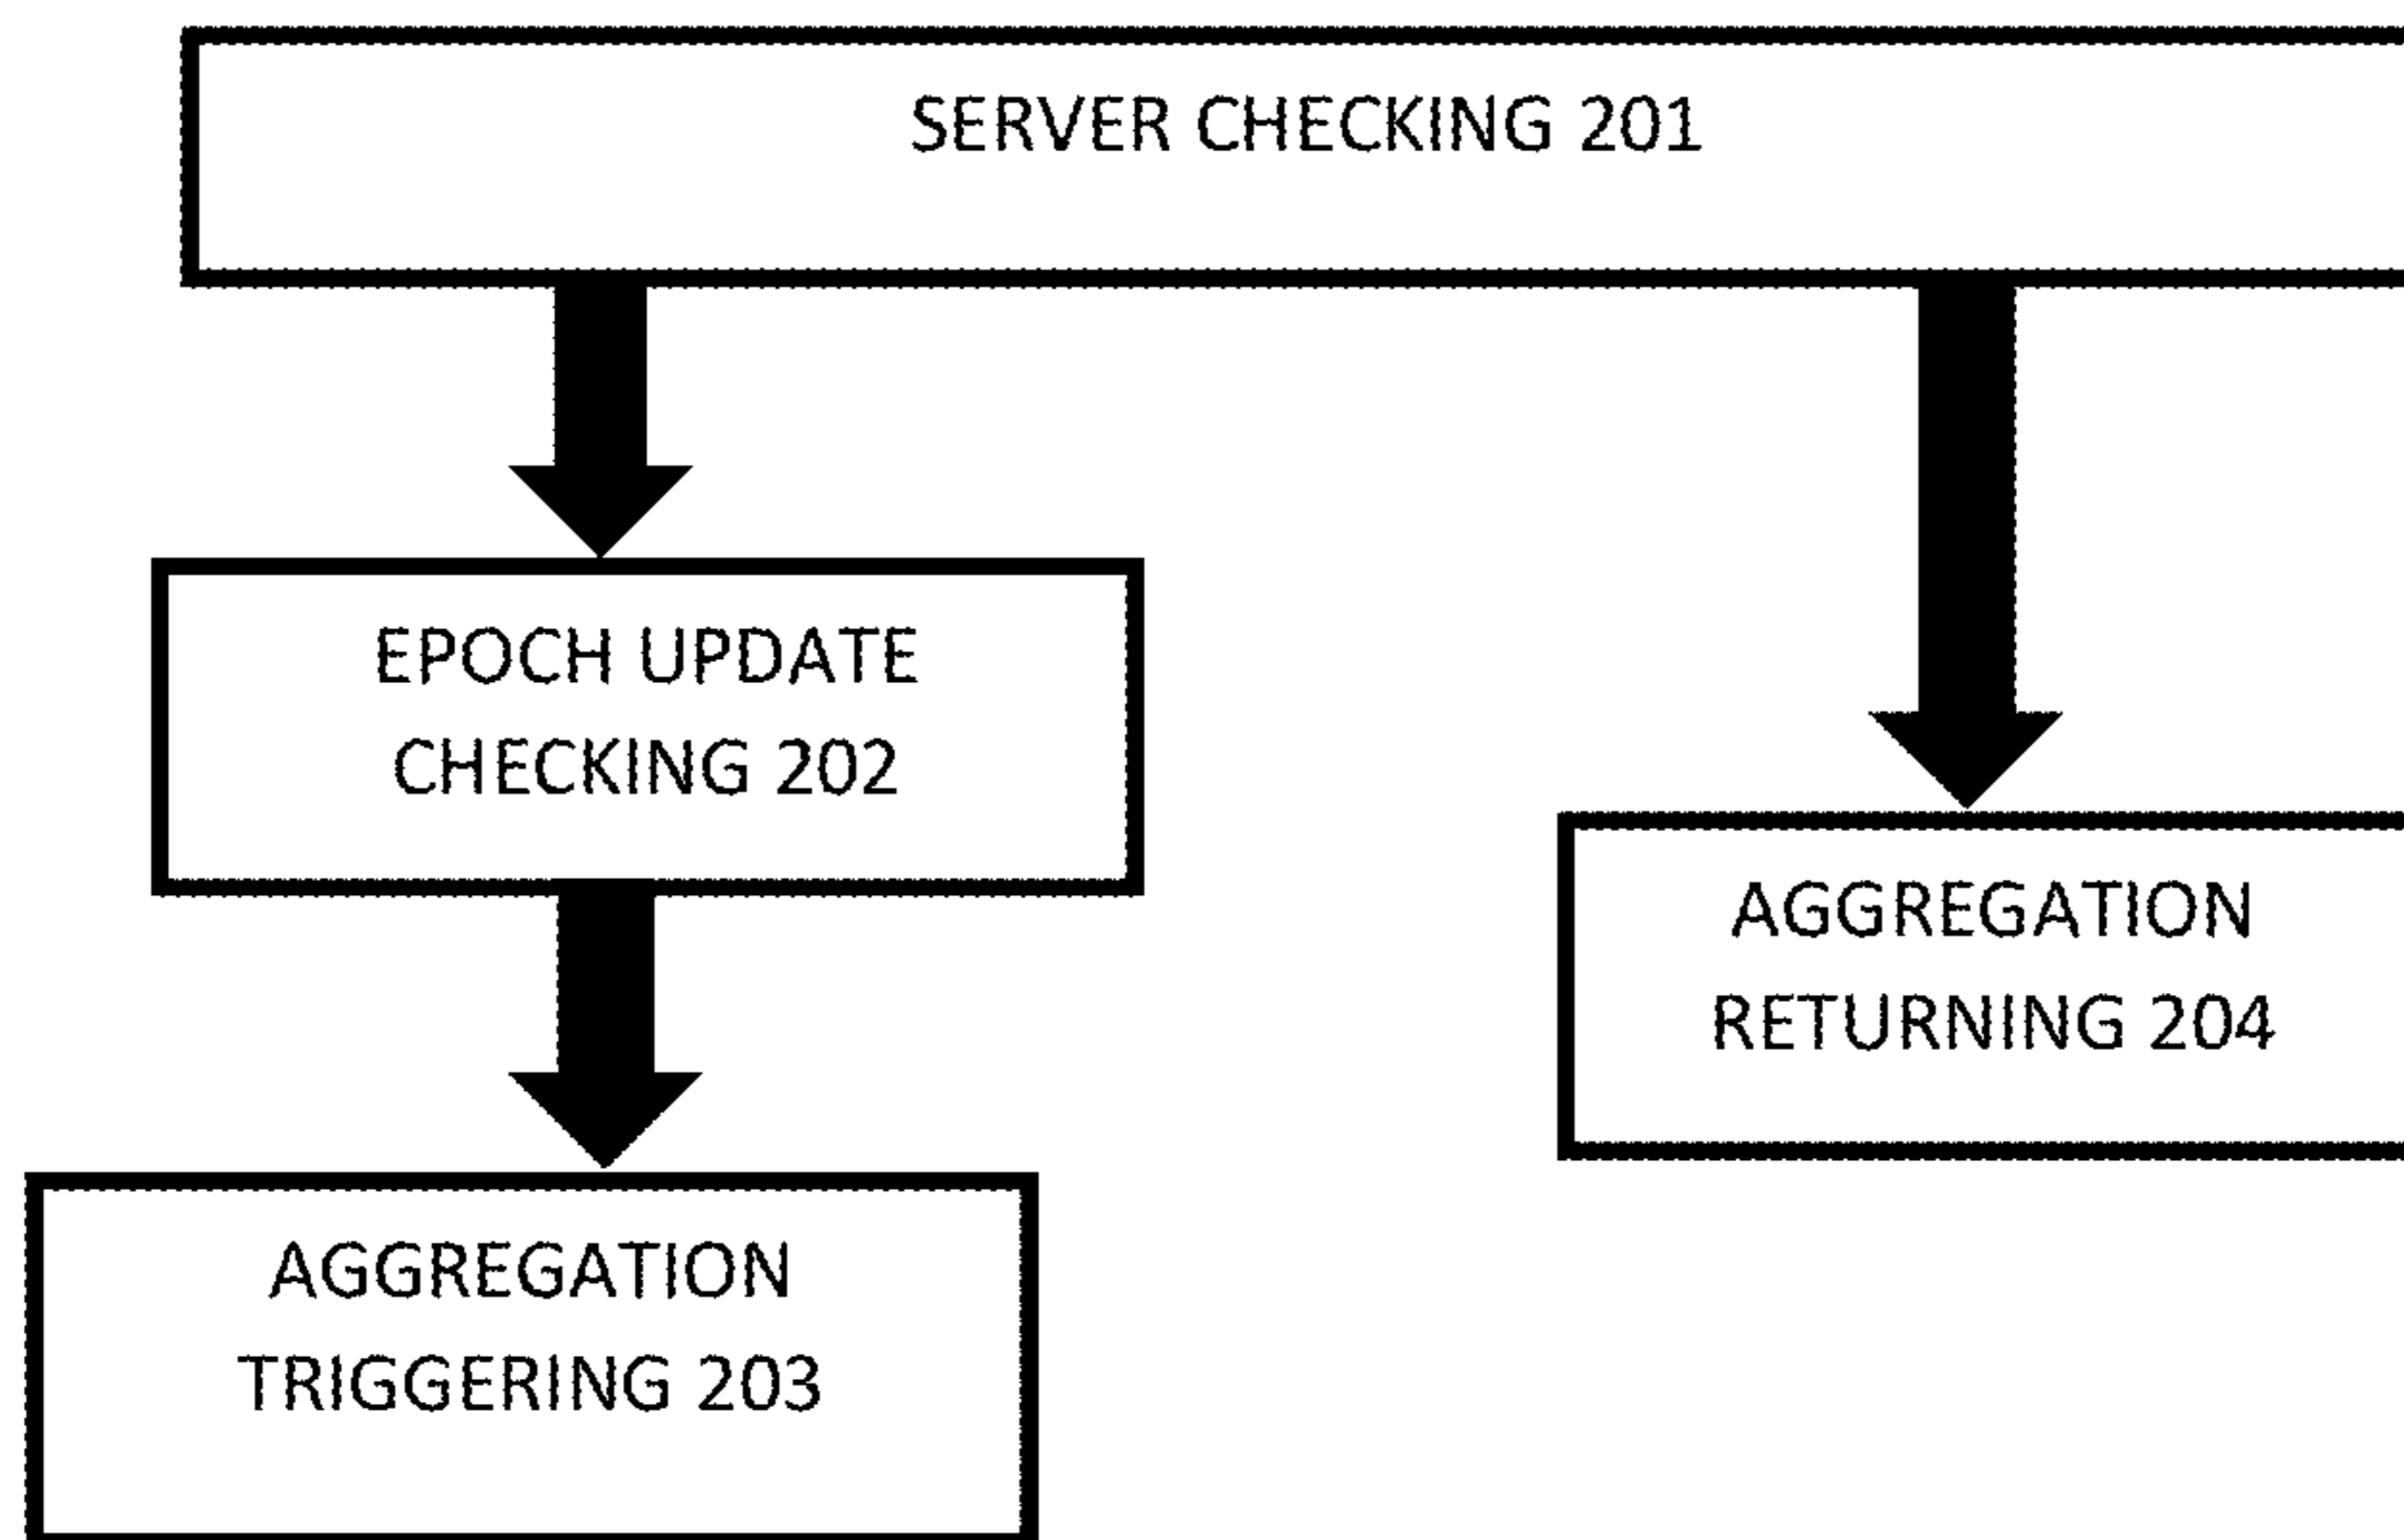 SERVER CHECKING 201
EPOCH UPDATE
CHECKING 202
AGGREGATION
RETURNING 204
AGGREGATION
TRIGGERING 203